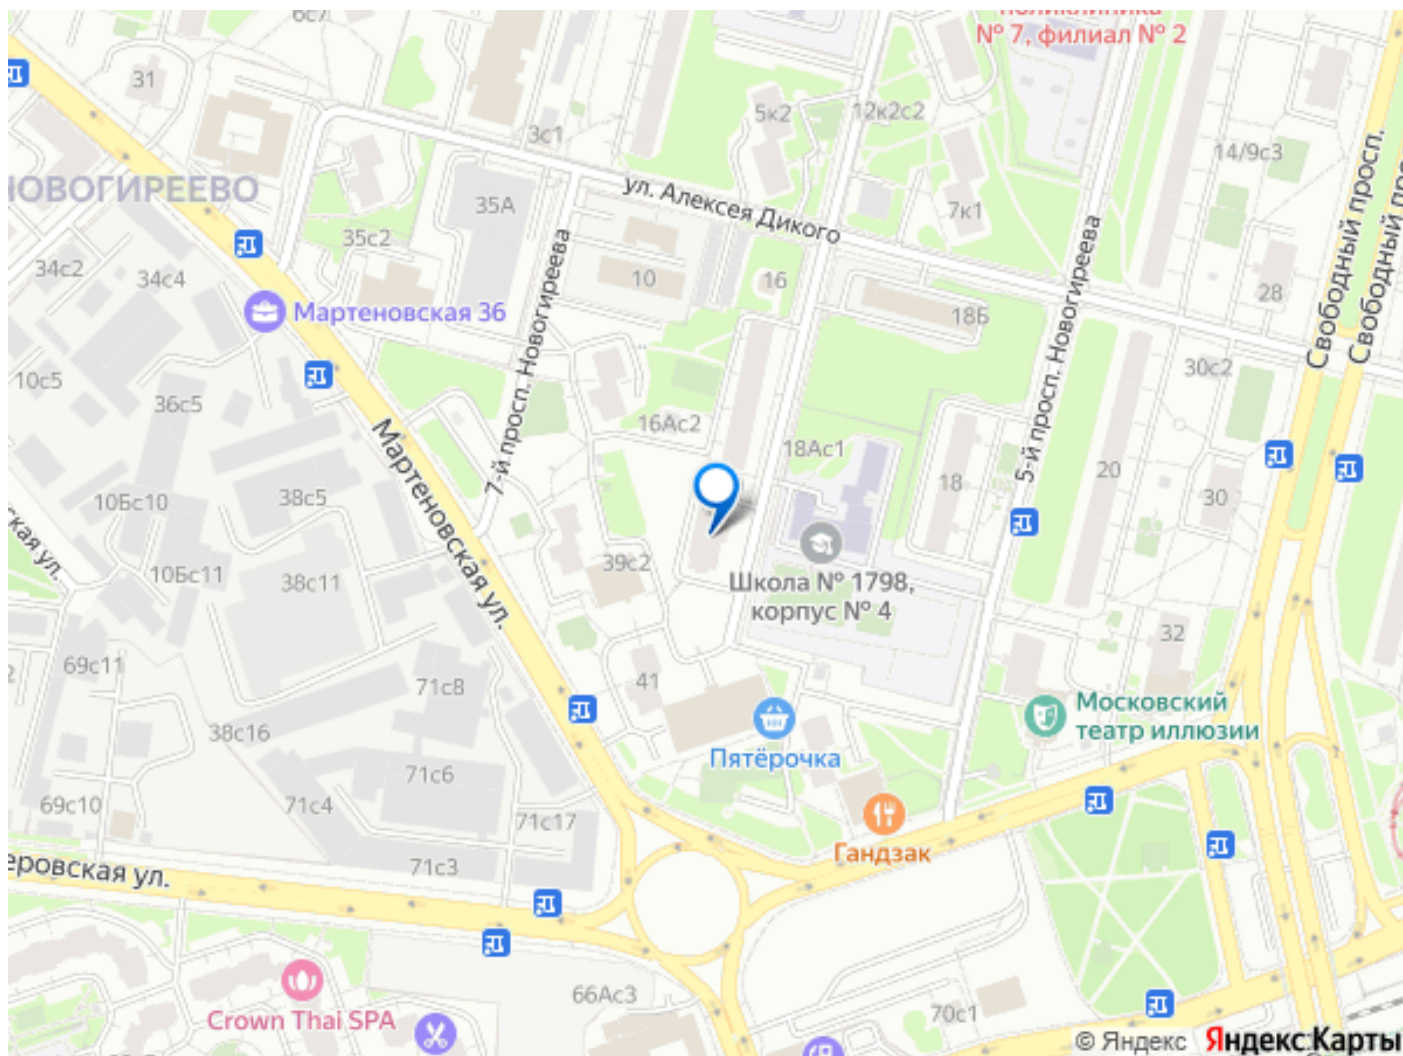 6с7
поликлиника
№ 7, филиал № 2
31
3с1
5к2
12к2с2
14/9с3
НОВОГИРЕЕВО
35А
ул. Алексея Дикого
7к1
Свободный просп.
35с2
34с2
34с4
10
16
28
7-й просп. Новогиреева
5-й просп. Новогиреева
Мартеновская 36
18Б
30с2
10с5
36с5
16Ас2
18Ас1
Мартеновская ул.
38с5
10Бс10
18
20
30
39с2
10Бс11
38с11
Школа № 1798,
корпус № 4
32
69с11
71с8
41
Московский
театр иллюзии
38с16
Пятёрочка
71с6
69с10
71с4
71с17
Гандзак
71с3
66Ас3
Crown Thai SPA
70с1
© Яндекс Яндекс Карты